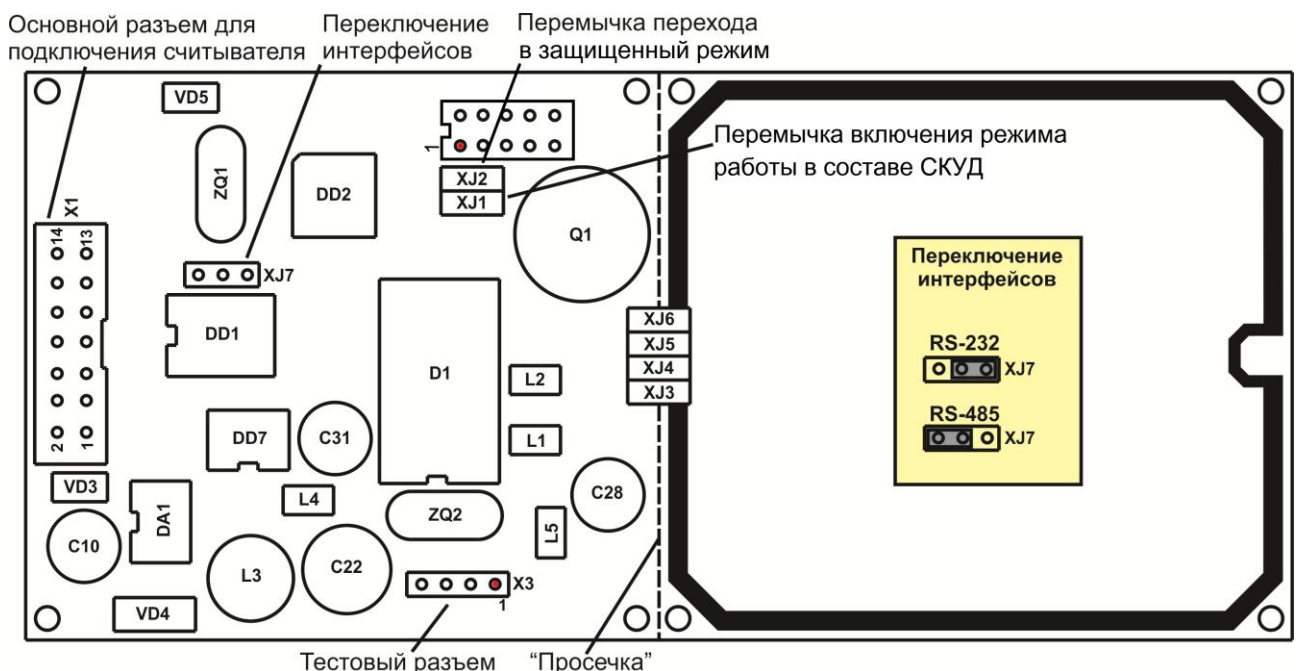 Основной разъем для
подключения считывателя
Переключение
интерфейсов
Перемычка перехода
в защищенный режим
VD5
1
Перемычка включения режима
работы в составе СКУД
XJ2
XJ1
ZQ1
DD2
Q1
X1
14
13
XJ7
DD1
Переключение
интерфейсов
XJ6
XJ5
XJ4
XJ3
RS-232
XJ7
D1
L2
RS-485
XJ7
2
1
DD7
C31
L1
VD3
DA1
L4
ZQ2
C28
L5
C10
L3
C22
X3
1
VD4
Тестовый разъем
“Просечка”